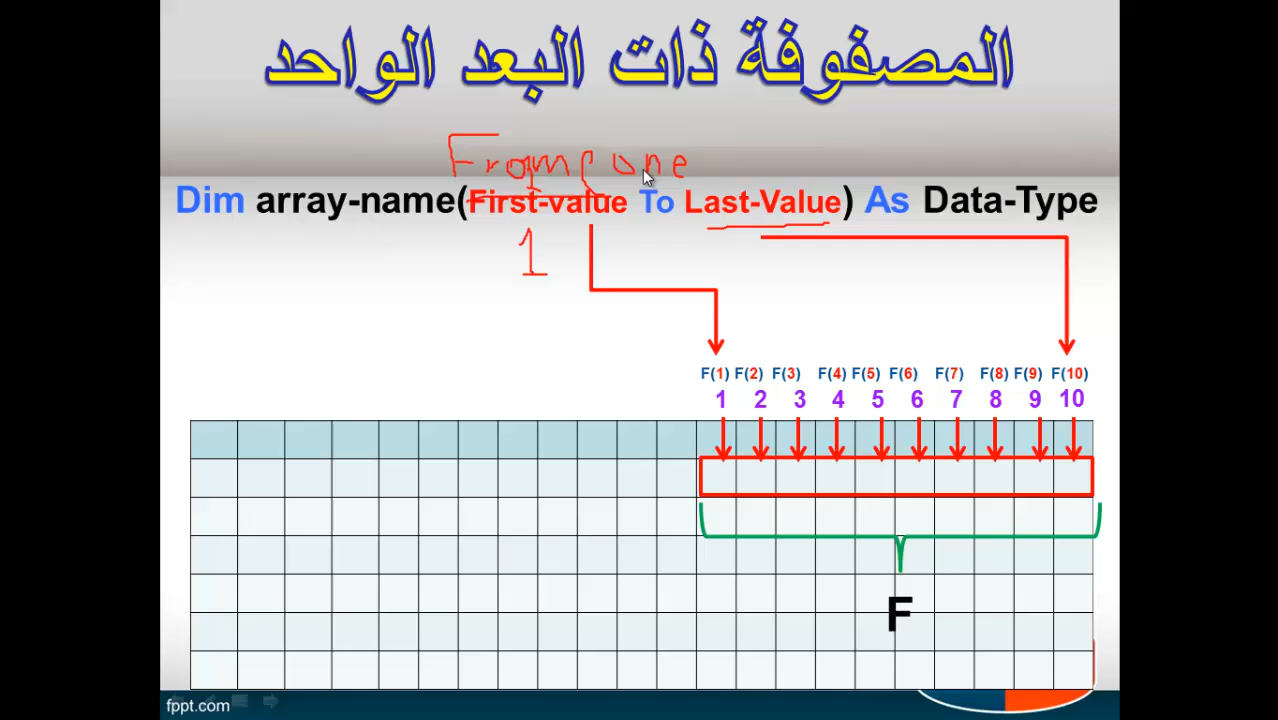 المصفوفة ذات البعد الواحد
From one
Dim array-name(First-value To Last-Value) As Data-Type
1
F(1) F(2) F(3) F(4) F(5) F(6) F(7) F(8) F(9) F(10)
1 2 3 4 5 6 7 8 9 10
F
fppt.com